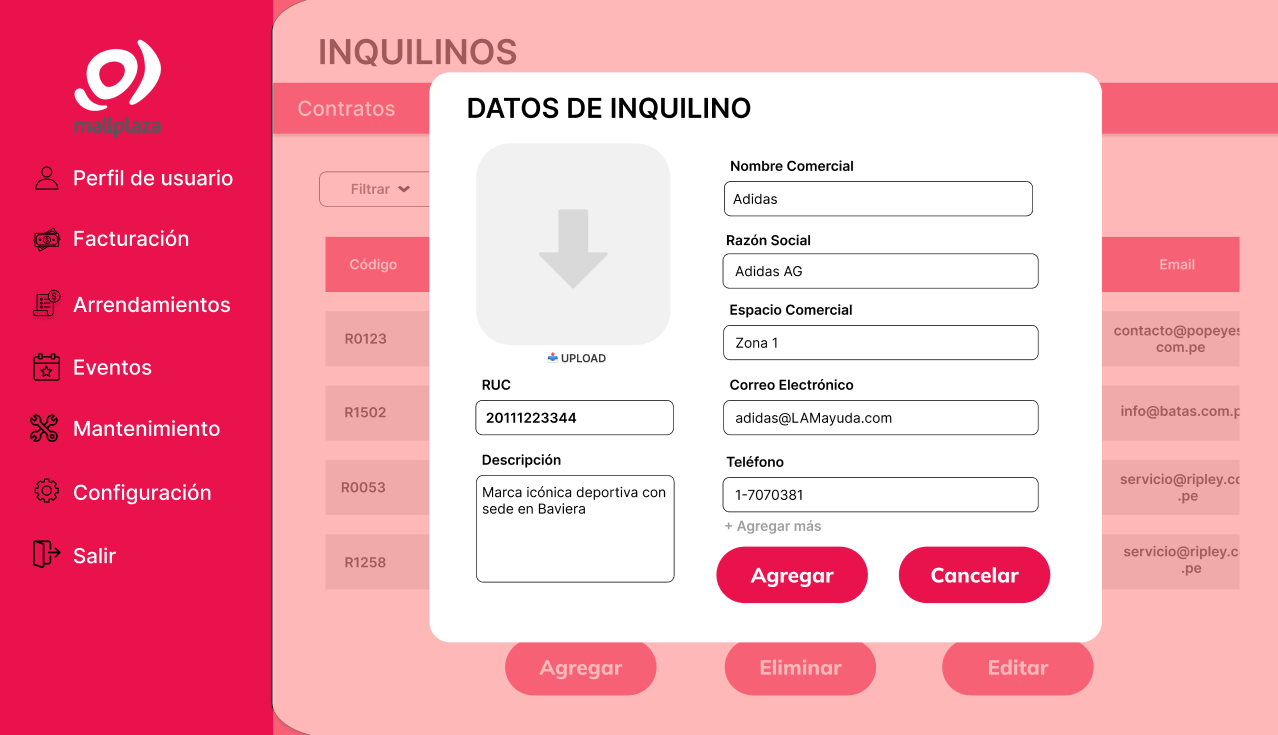 mallplaza
Perfil de usuario
Facturación
Arrendamientos
Eventos
Mantenimiento
Configuración
Salir
INQUILINOS
Contratos
Filtrar
Código
Email
R0123
contacto@popeyes
com.pe
R1502
info@batas.com.p
R0053
servicio@ripley.co
.pe
R1258
servicio@ripley.c
.pe
DATOS DE INQUILINO
UPLOAD
RUC
20111223344
Descripción
Marca icónica deportiva con
sede en Baviera
Nombre Comercial
Adidas
Razón Social
Adidas AG
Espacio Comercial
Zona 1
Correo Electrónico
adidas@LAMayuda.com
Teléfono
1-7070381
+ Agregar más
Agregar
Cancelar
Agregar
Eliminar
Editar